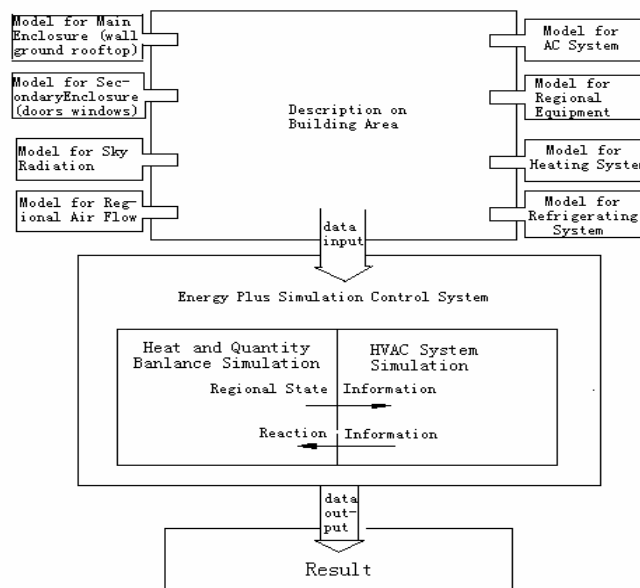 Model for Main
Enclosure (wall
ground rooftop)
Model for Sec-
ondaryEnclosure
(doors windows)
Model for Sky
Radiation
Model for Reg-
ional Air Flow
Description on
Building Area
Model for
AC System
Model for
Regional
Equipment
Model for
Heating System
Model for
Refrigerating
System
data
input
Energy Plus Simulation Control System
Heat and Quantity
Banlance Simulation
HVAC System
Simulation
Regional State Information
Reaction Information
data
out-
put
Result